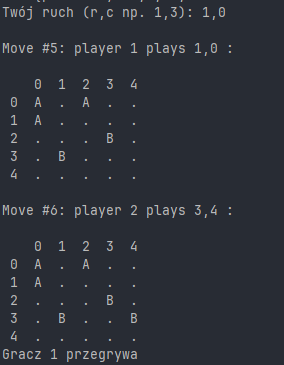 Twój ruch (r,c np. 1,3): 1,0
Move #5: player 1 plays 1,0 :
0 1 2 3 4
0 A . A . .
1 A . . . .
2 . . . B .
3 . B . . .
4 . . . . .
Move #6: player 2 plays 3,4 :
0 1 2 3 4
0 A . A . .
1 A . . . .
2 . . . B .
3 . B . . B
4 . . . . .
Gracz 1 przegrywa